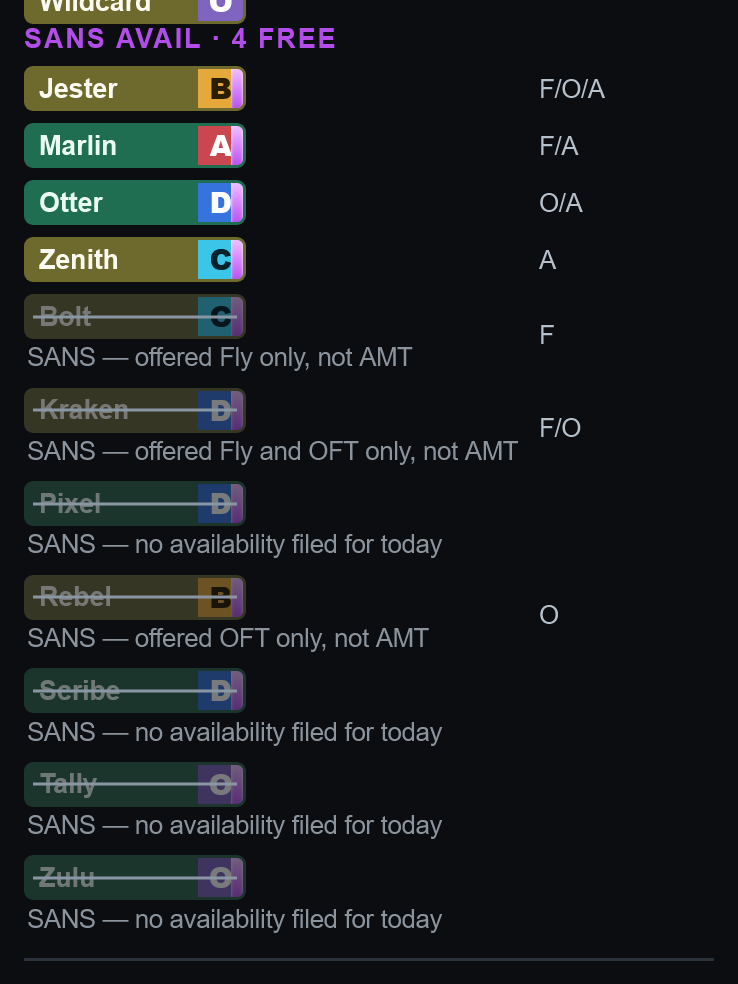 Wildcard O
SANS AVAIL · 4 FREE
Jester B F/O/A
Marlin A F/A
Otter D O/A
Zenith C A
Bolt C F
SANS — offered Fly only, not AMT
Kraken D F/O
SANS — offered Fly and OFT only, not AMT
Pixel D
SANS — no availability filed for today
Rebel B O
SANS — offered OFT only, not AMT
Scribe D
SANS — no availability filed for today
Tally O
SANS — no availability filed for today
Zulu O
SANS — no availability filed for today